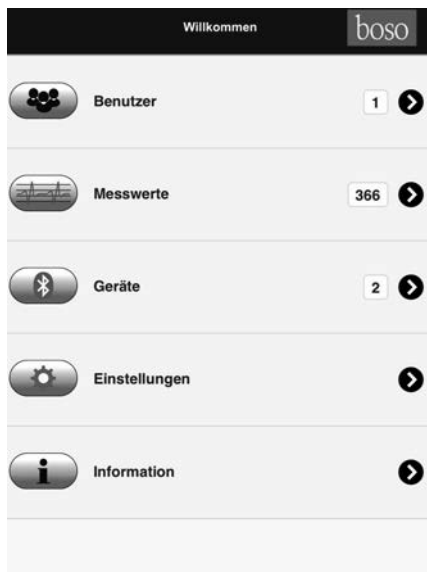 Willkommen
boso
Benutzer 1
Messwerte 366
Geräte 2
Einstellungen
i Information